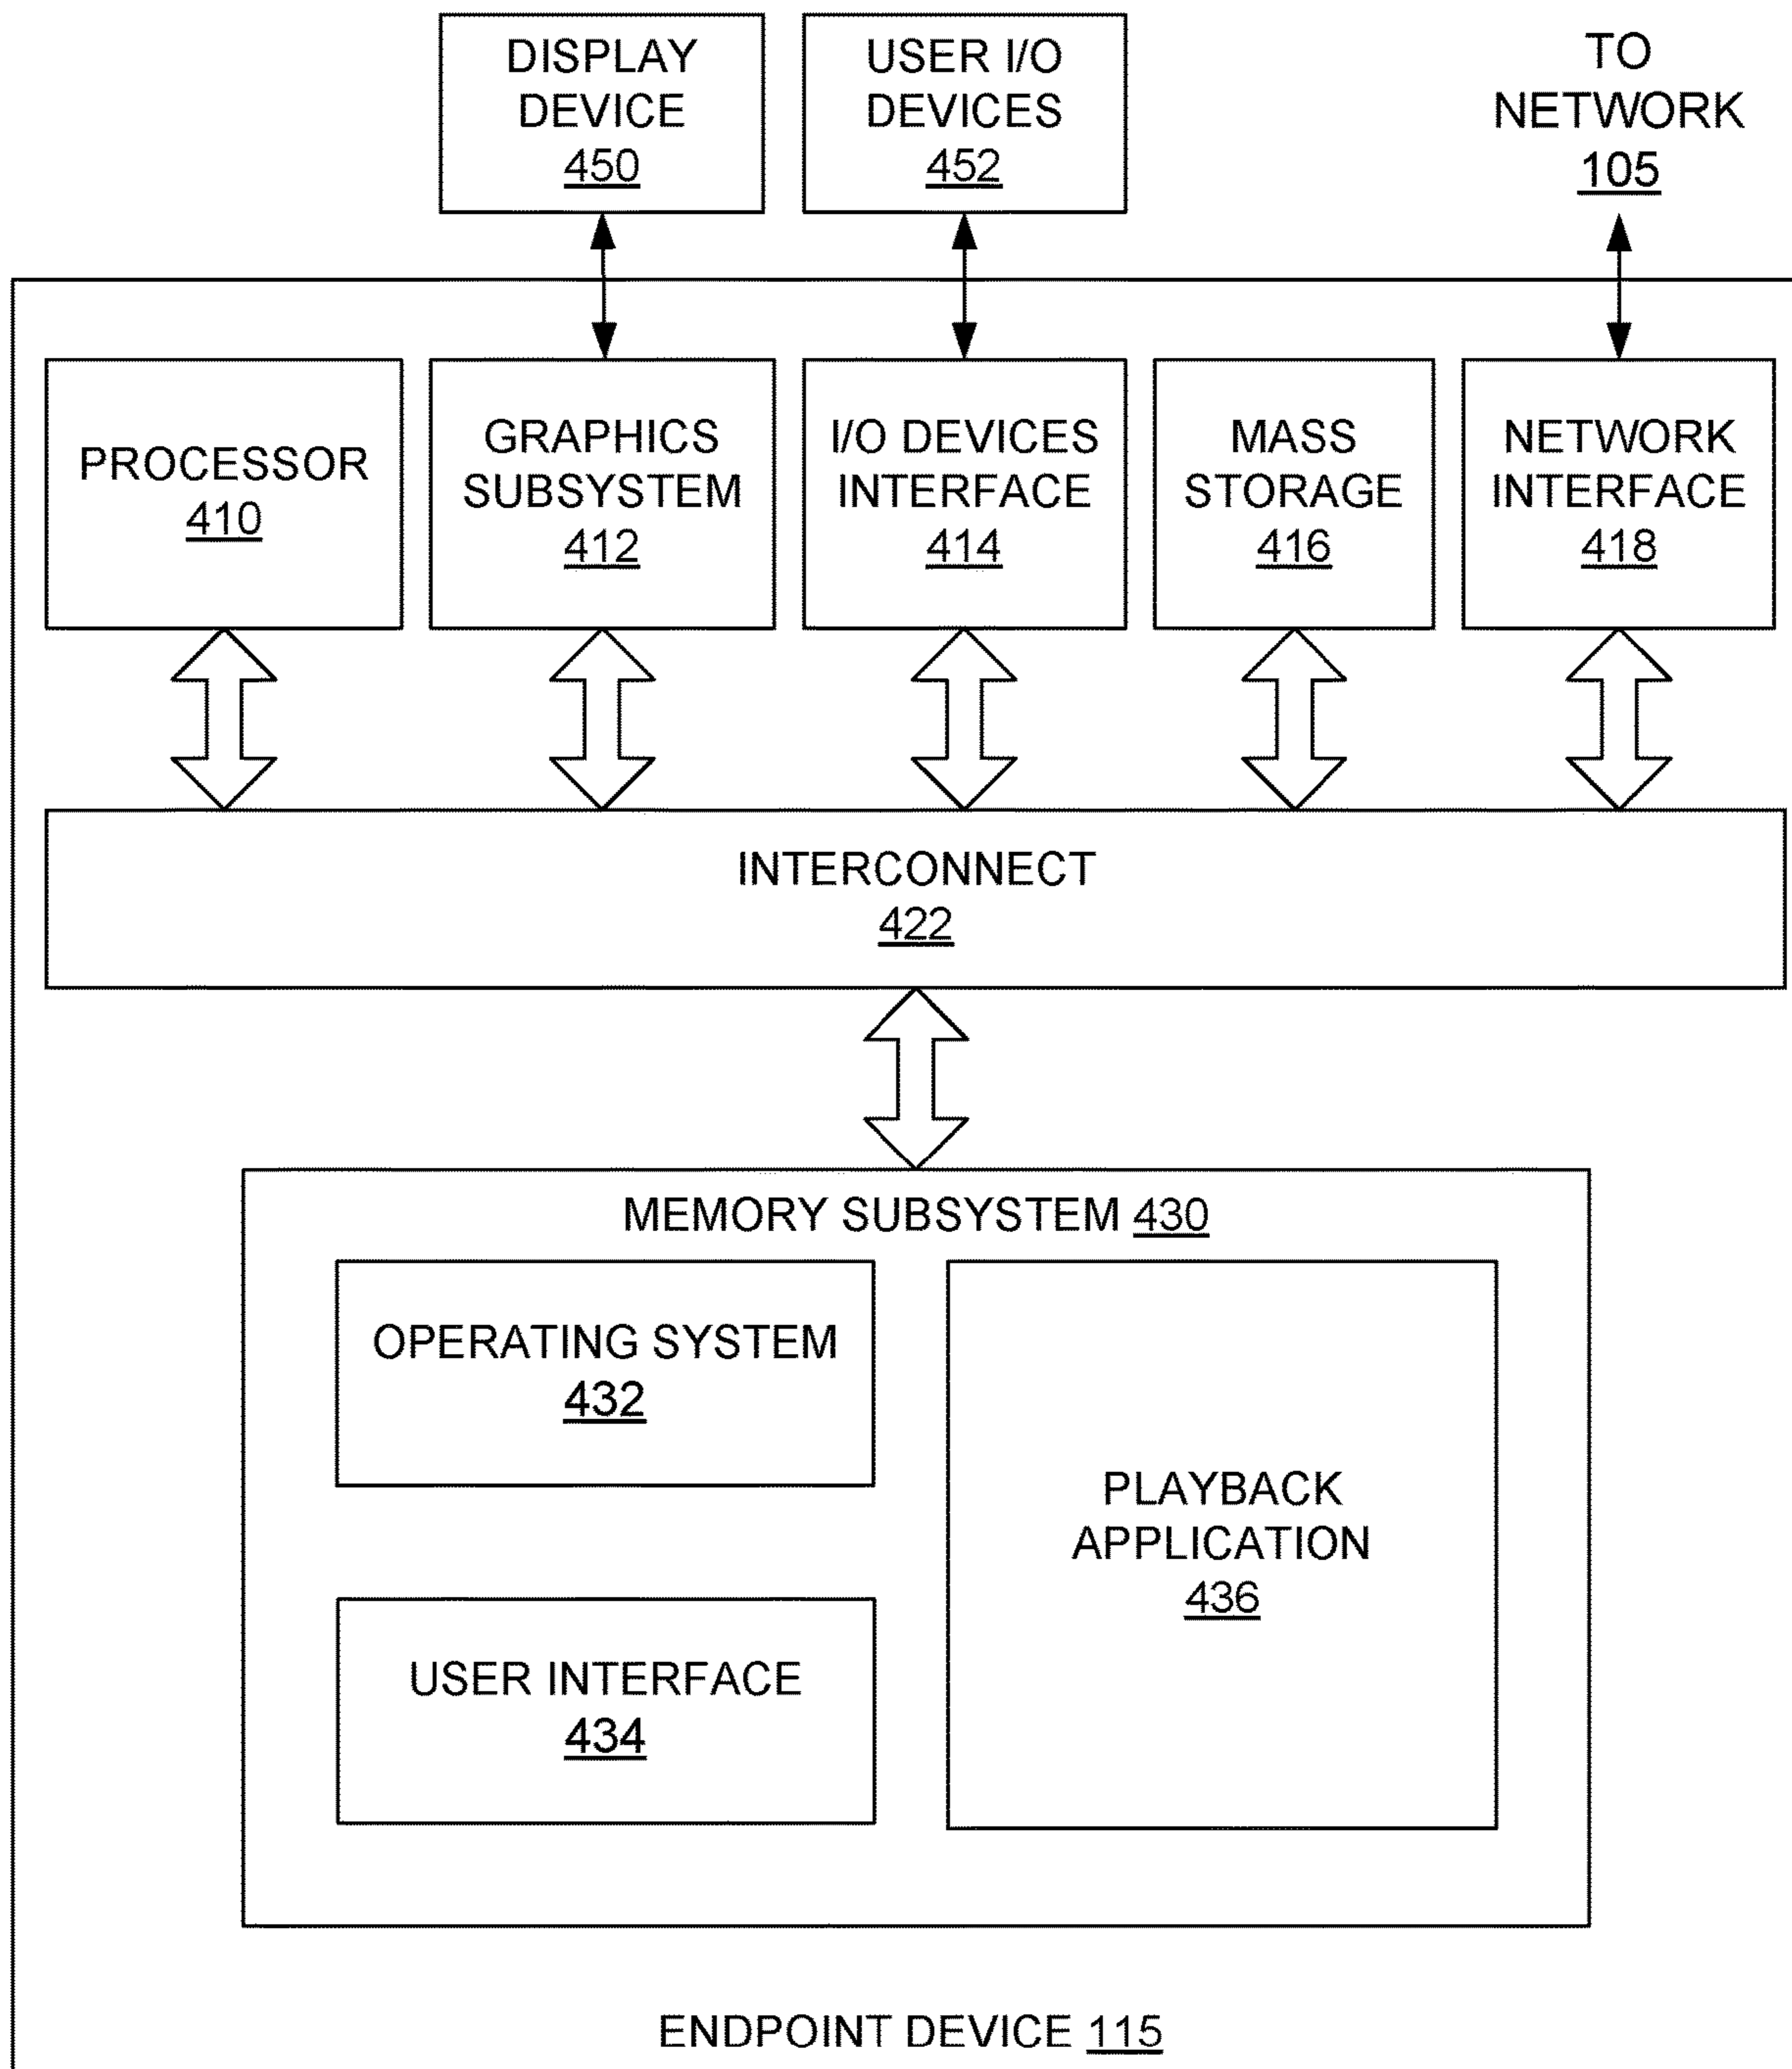 DISPLAY
DEVICE
450
USER I/O
DEVICES
452
TO
NETWORK
105
PROCESSOR
410
GRAPHICS
SUBSYSTEM
412
I/O DEVICES
INTERFACE
414
MASS
STORAGE
416
NETWORK
INTERFACE
418
INTERCONNECT
422
MEMORY SUBSYSTEM 430
OPERATING SYSTEM
432
USER INTERFACE
434
PLAYBACK
APPLICATION
436
ENDPOINT DEVICE 115